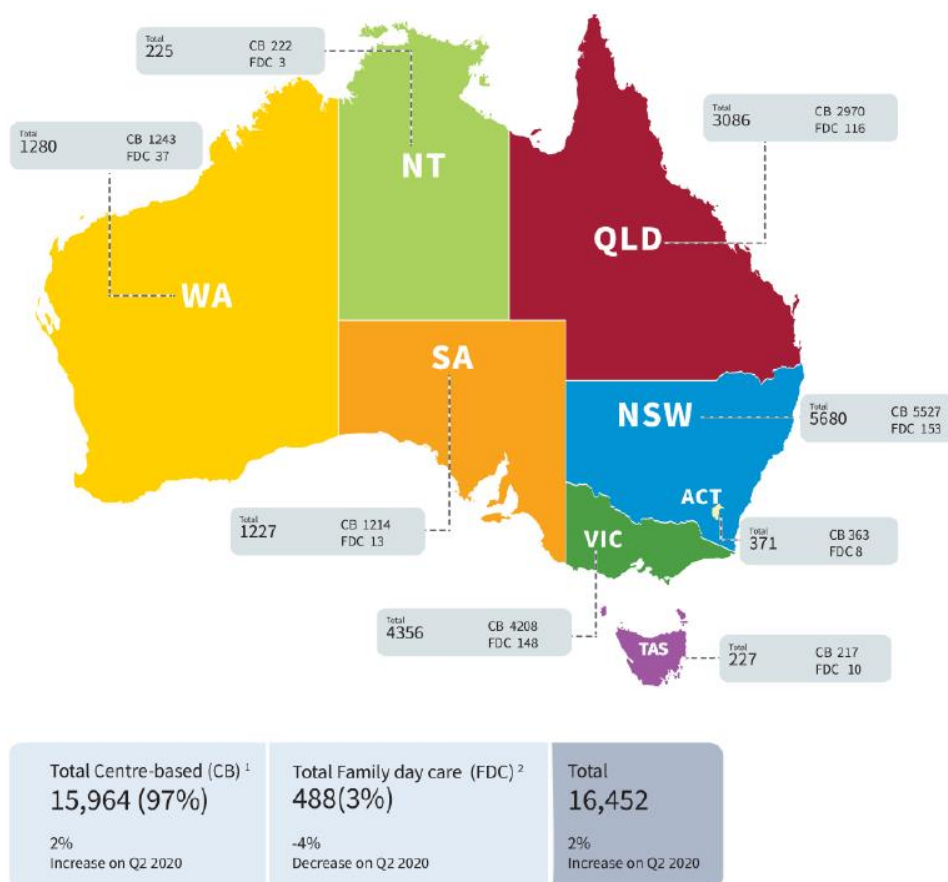 Total
225
CB 222
FDC 3
Total
1280
CB 1243
FDC 37
Total
3086
CB 2970
FDC 116
NT
QLD
WA
SA
NSW
Total
5680
CB 5527
FDC 153
ACT
Total
1227
CB 1214
FDC 13
VIC
Total
371
CB 363
FDC 8
Total
4356
CB 4208
FDC 148
TAS
Total
227
CB 217
FDC 10
Total Centre-based (CB) 1
15,964 (97%)
2%
Increase on Q2 2020
Total Family day care (FDC) 2
488(3%)
-4%
Decrease on Q2 2020
Total
16,452
2%
Increase on Q2 2020